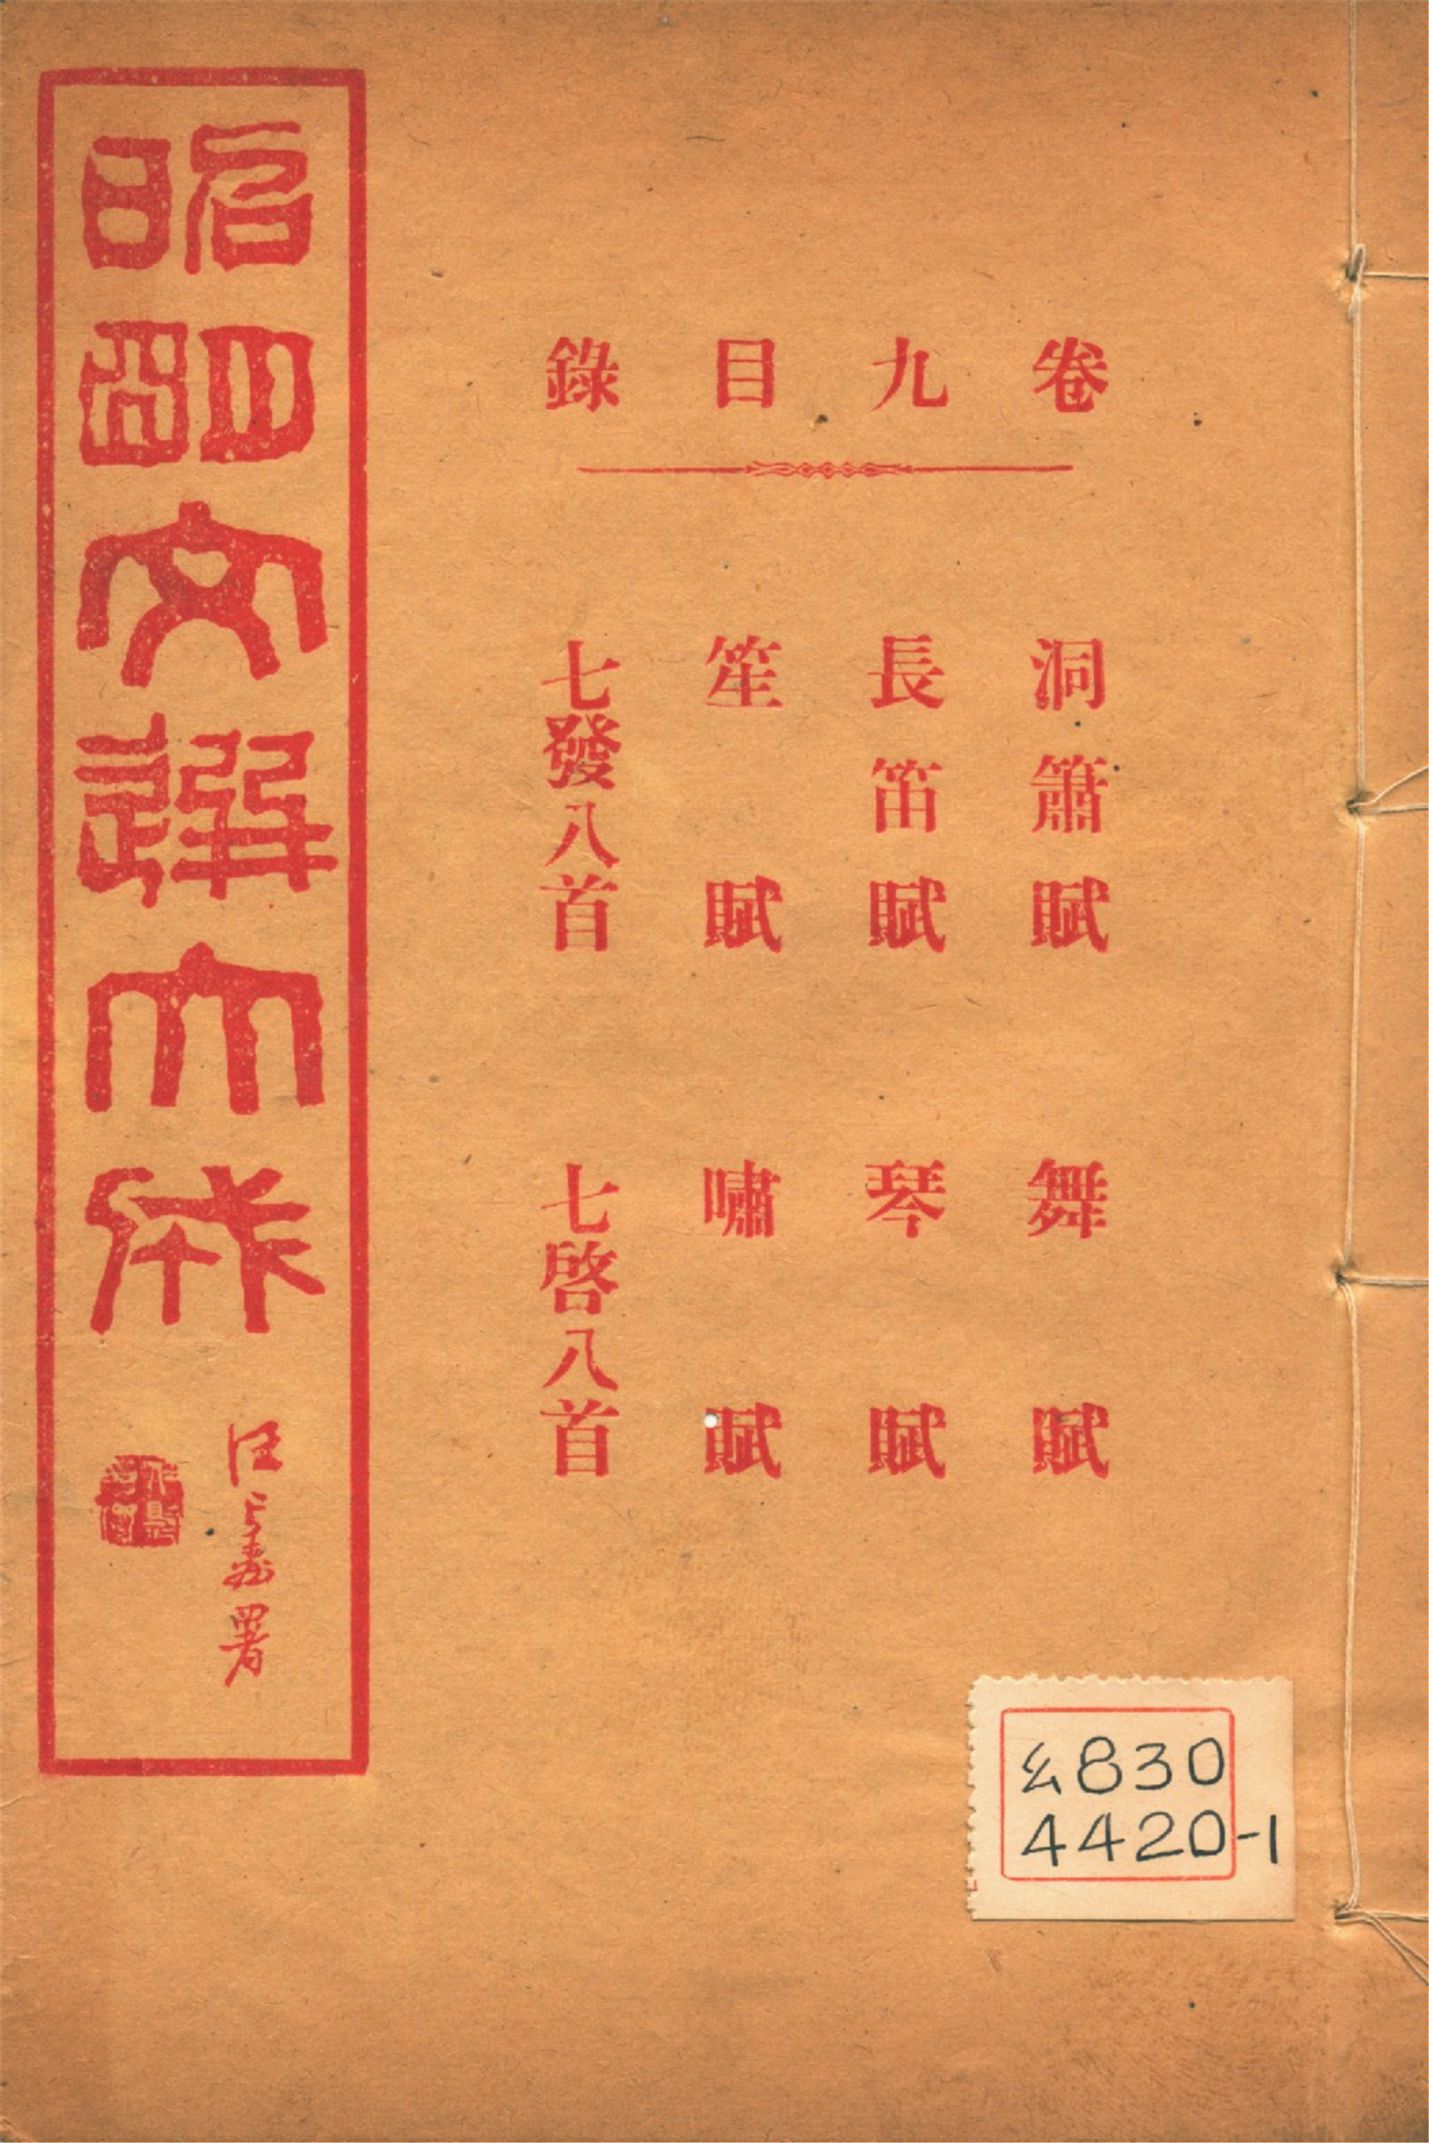 卷九目錄
洞簫賦 舞賦
長笛賦 琴賦
笙賦 嘯賦
七發八首 七啓八首
昭明文選大成
汪 署
830
4420-1